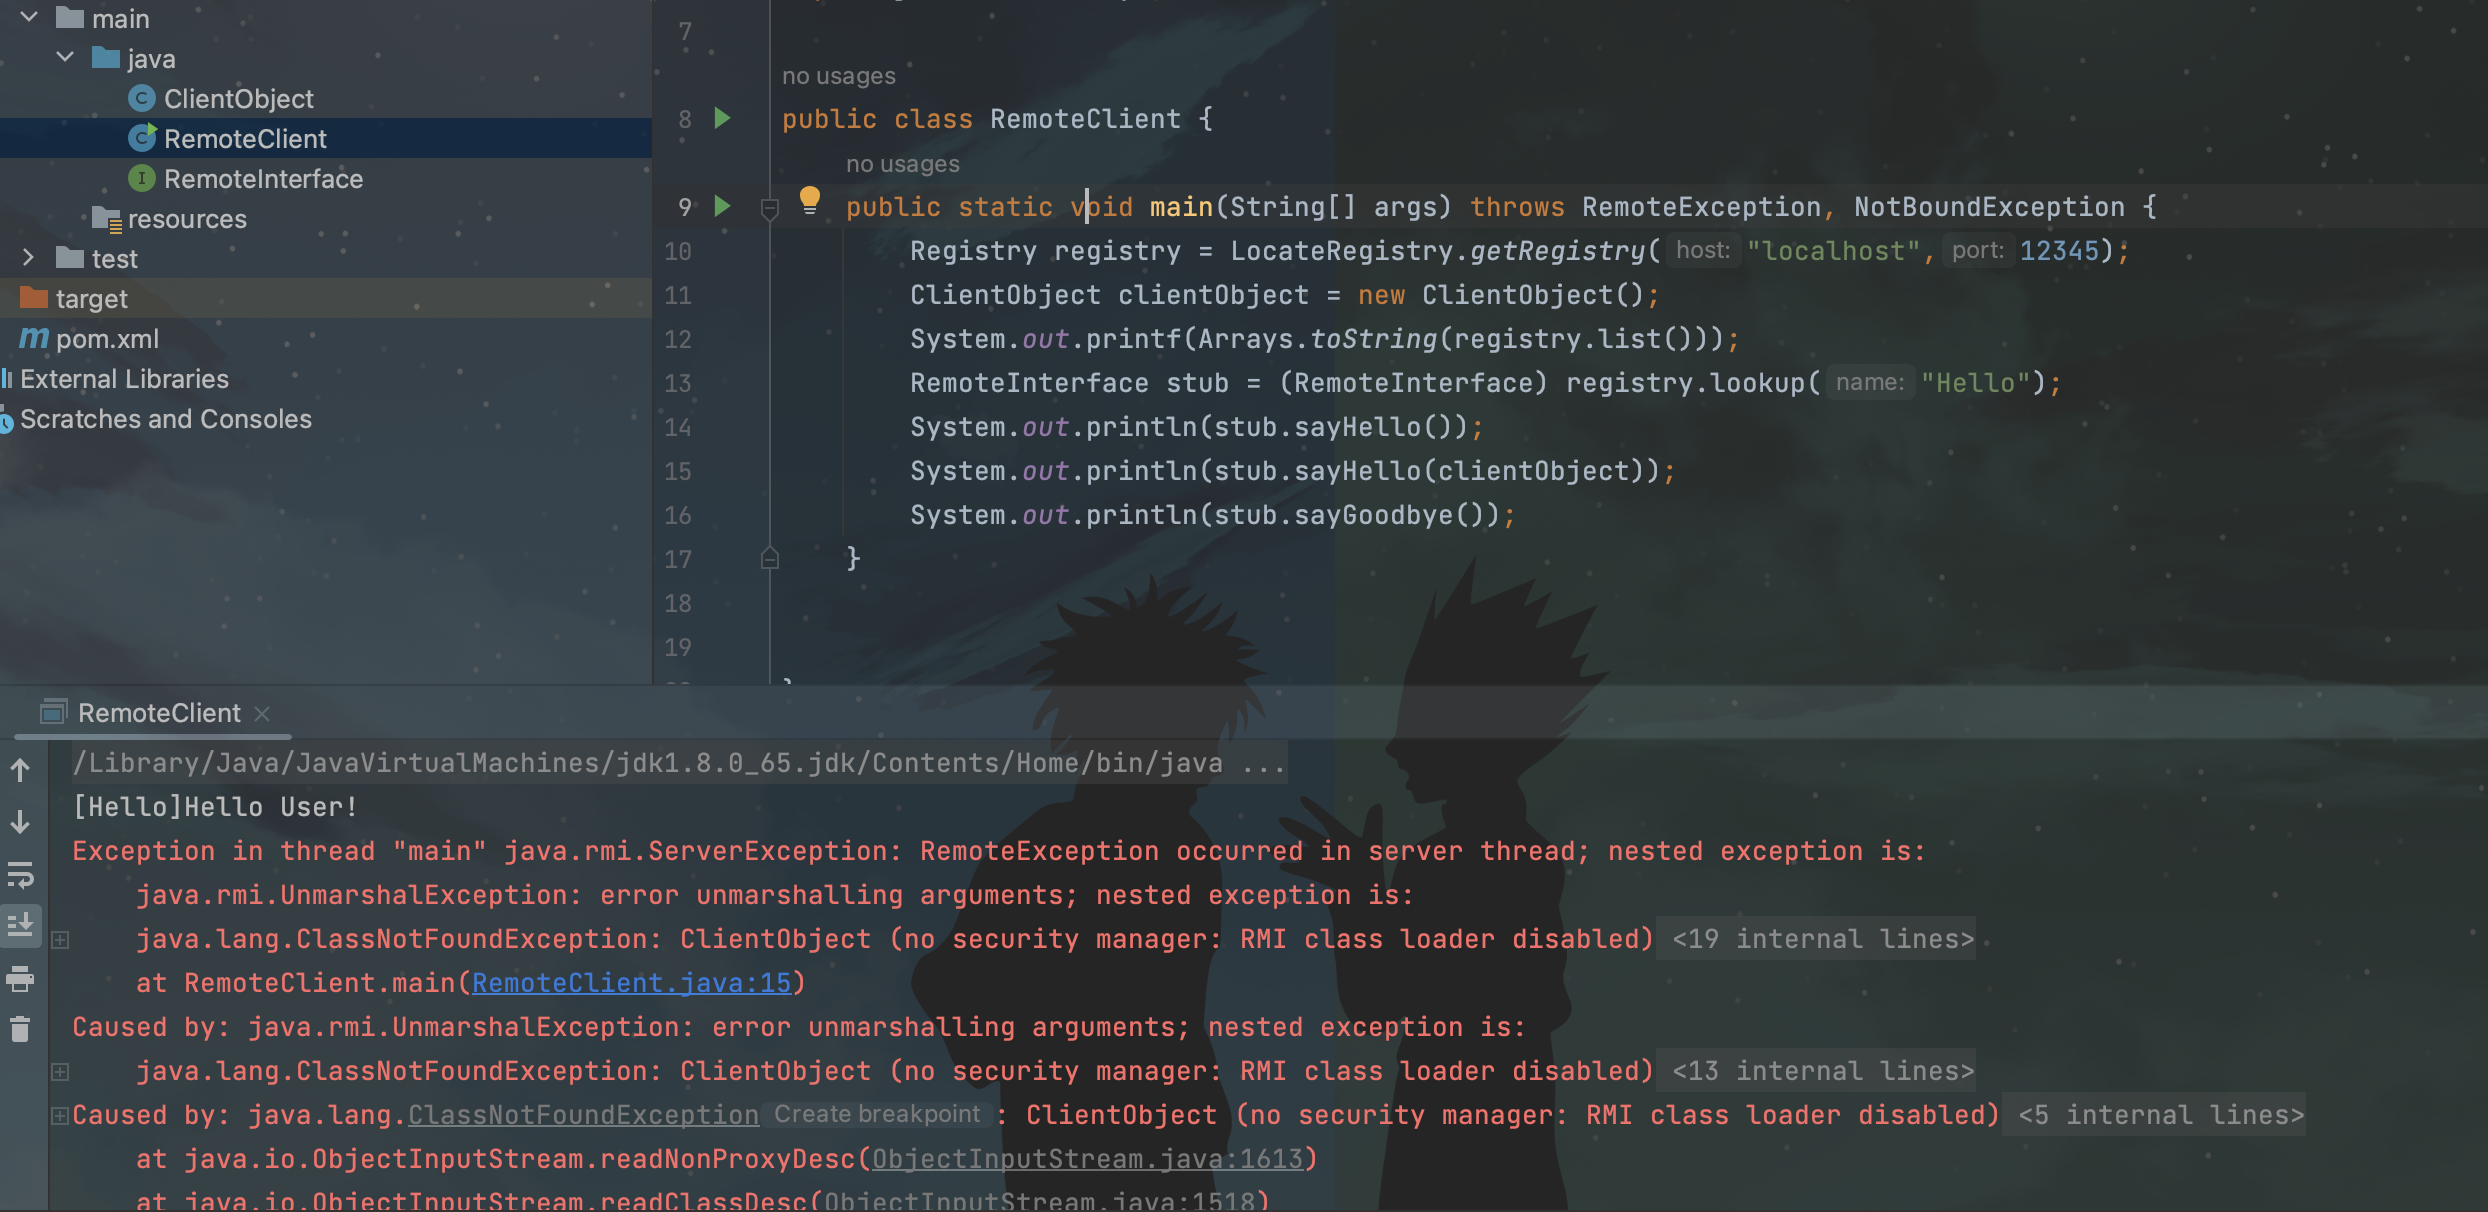 main
java
ClientObject
RemoteClient
RemoteInterface
resources
test
target
pom.xml
External Libraries
Scratches and Consoles
7
no usages
8 public class RemoteClient {
no usages
9 public static void main(String[] args) throws RemoteException, NotBoundException {
10 Registry registry = LocateRegistry.getRegistry( host: "localhost", port: 12345);
11 ClientObject clientObject = new ClientObject();
12 System.out.printf(Arrays.toString(registry.list()));
13 RemoteInterface stub = (RemoteInterface) registry.lookup( name: "Hello");
14 System.out.println(stub.sayHello());
15 System.out.println(stub.sayHello(clientObject));
16 System.out.println(stub.sayGoodbye());
17 }
18
19
RemoteClient
/Library/Java/JavaVirtualMachines/jdk1.8.0_65.jdk/Contents/Home/bin/java ...
[Hello]Hello User!
Exception in thread "main" java.rmi.ServerException: RemoteException occurred in server thread; nested exception is:
java.rmi.UnmarshalException: error unmarshalling arguments; nested exception is:
java.lang.ClassNotFoundException: ClientObject (no security manager: RMI class loader disabled) <19 internal lines>
at RemoteClient.main(RemoteClient.java:15)
Caused by: java.rmi.UnmarshalException: error unmarshalling arguments; nested exception is:
java.lang.ClassNotFoundException: ClientObject (no security manager: RMI class loader disabled) <13 internal lines>
Caused by: java.lang.ClassNotFoundException Create breakpoint : ClientObject (no security manager: RMI class loader disabled) <5 internal lines>
at java.io.ObjectInputStream.readNonProxyDesc(ObjectInputStream.java:1613)
at java.io.ObjectInputStream.readClassDesc(ObjectInputStream.java:1518)